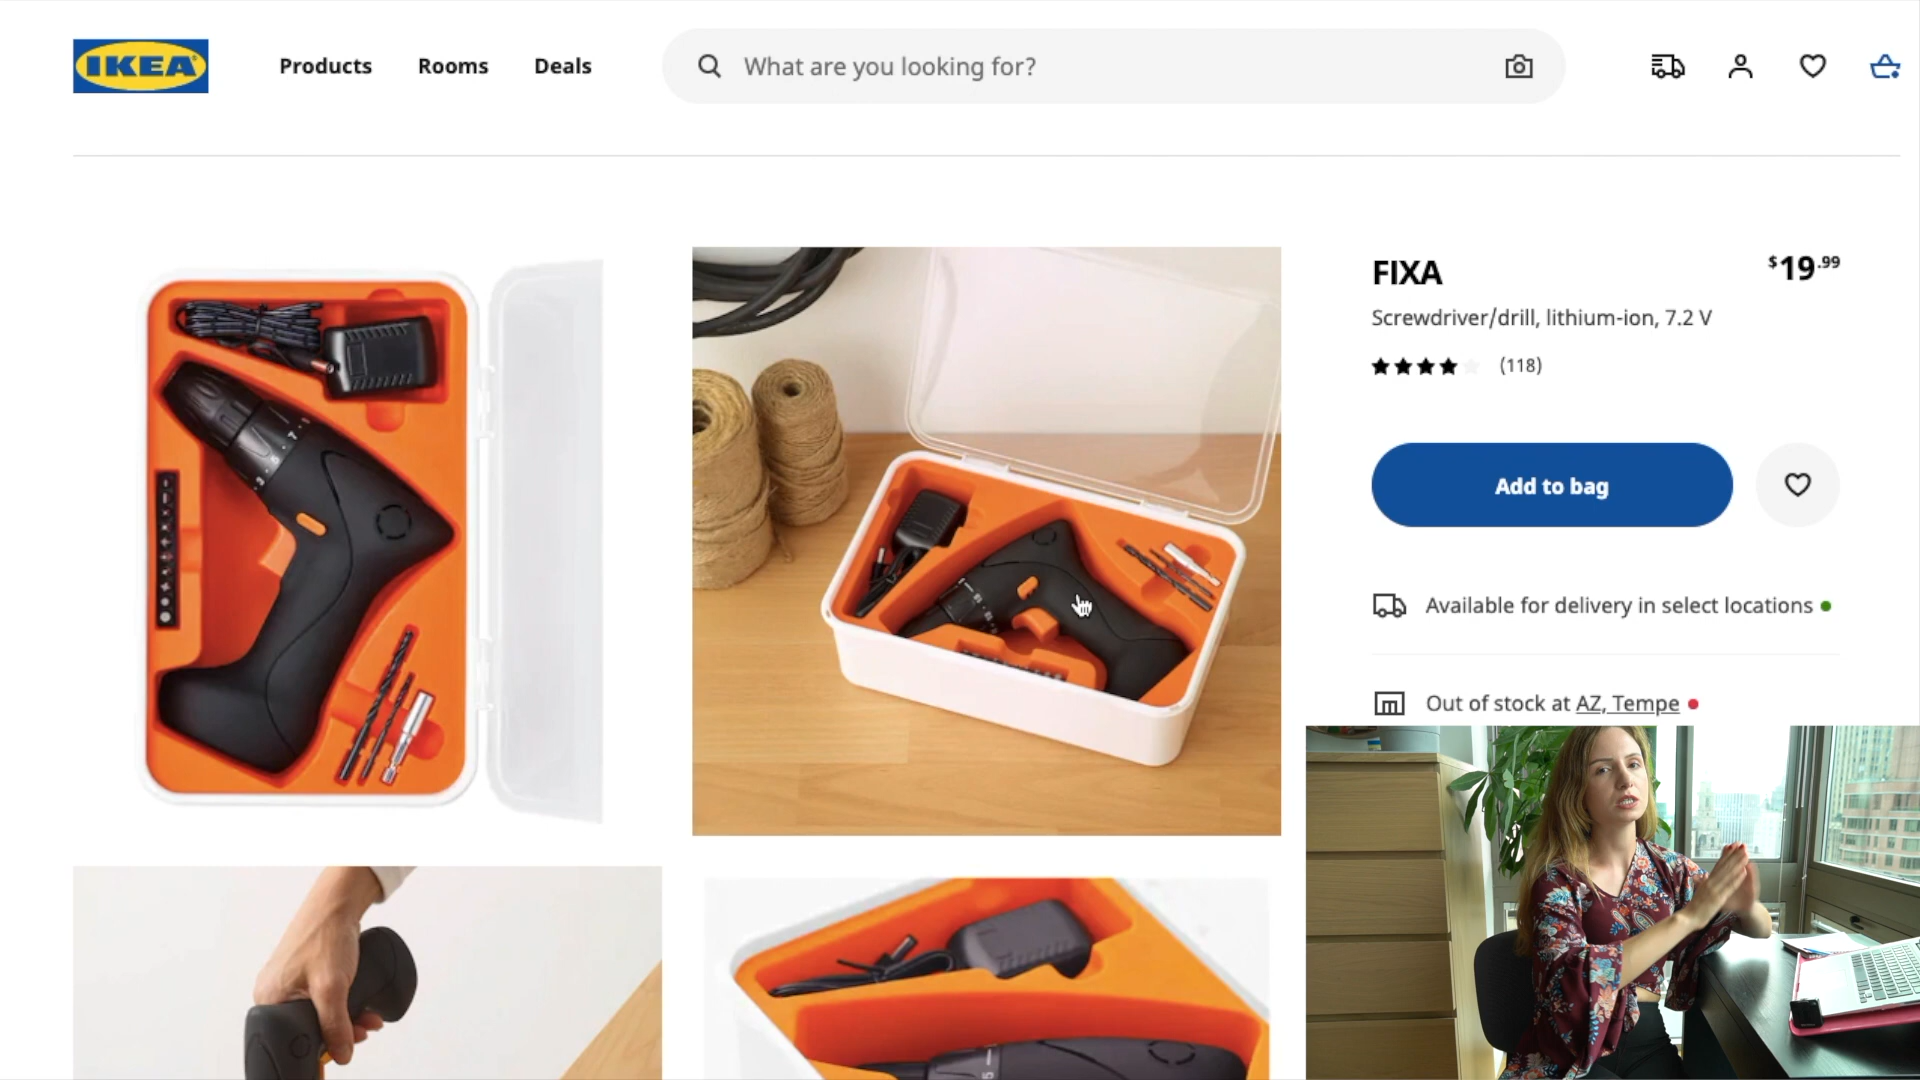 IKEA
Products
Rooms
Deals
What are you looking for?
FIXA
$19.99
Screwdriver/drill, lithium-ion, 7.2 V
(118)
Add to bag
Available for delivery in select locations
Out of stock at AZ, Tempe